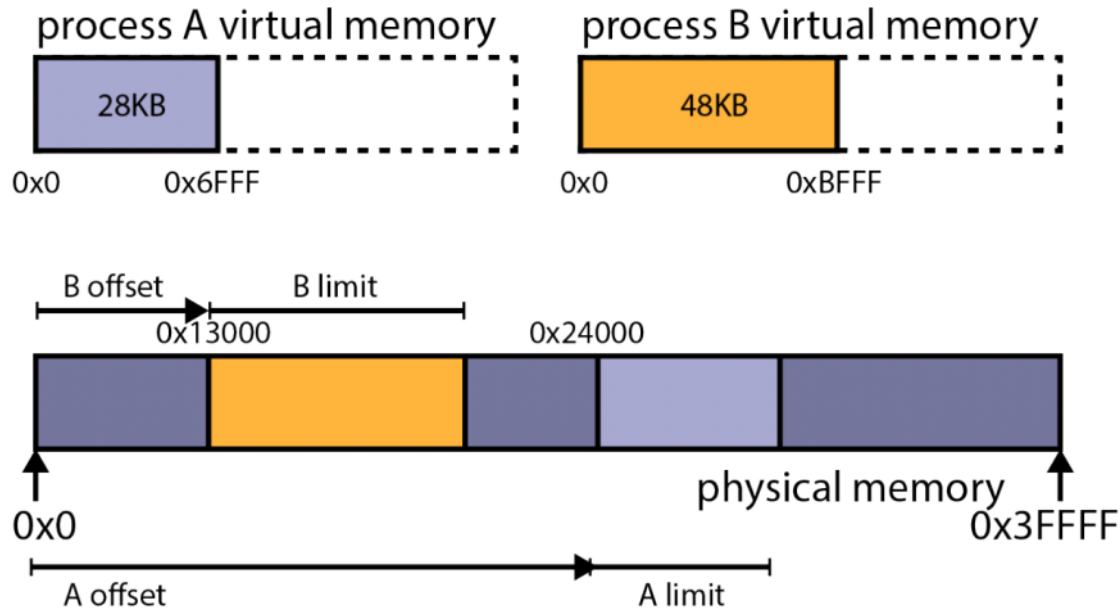 process A virtual memory
process B virtual memory
28KB
48KB
0x0
0x6FFF
0x0
0xBFFF
B offset
B limit
0x13000
0x24000
physical memory
0x0
0x3FFFF
A offset
A limit